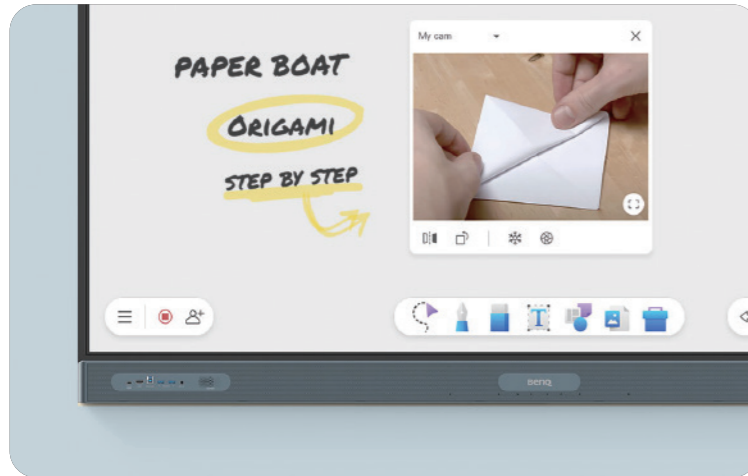 PAPER BOAT
ORIGAMI
STEP BY STEP
My cam
T
BenQ